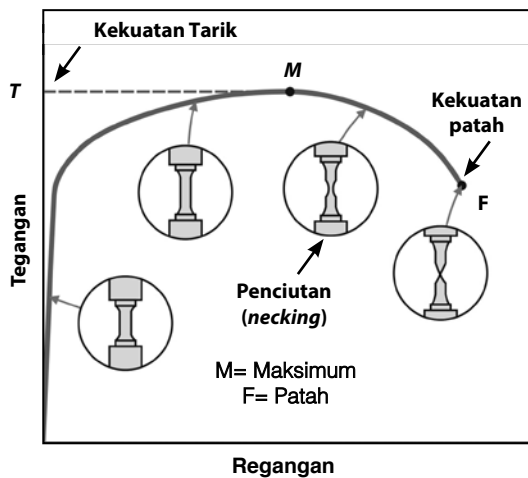 Kekuatan Tarik
T
M
Kekuatan
patah
F
Tegangan
Penciutan
(necking)
M= Maksimum
F= Patah
Regangan